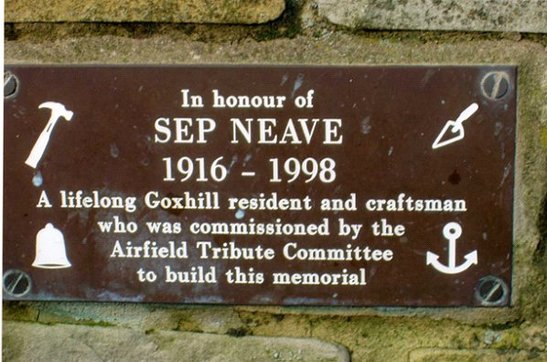 In honour of
SEP NEAVE
1916 - 1998
A lifelong Goxhill resident and craftsman
who was commissioned by the
Airfield Tribute Committee
to build this memorial